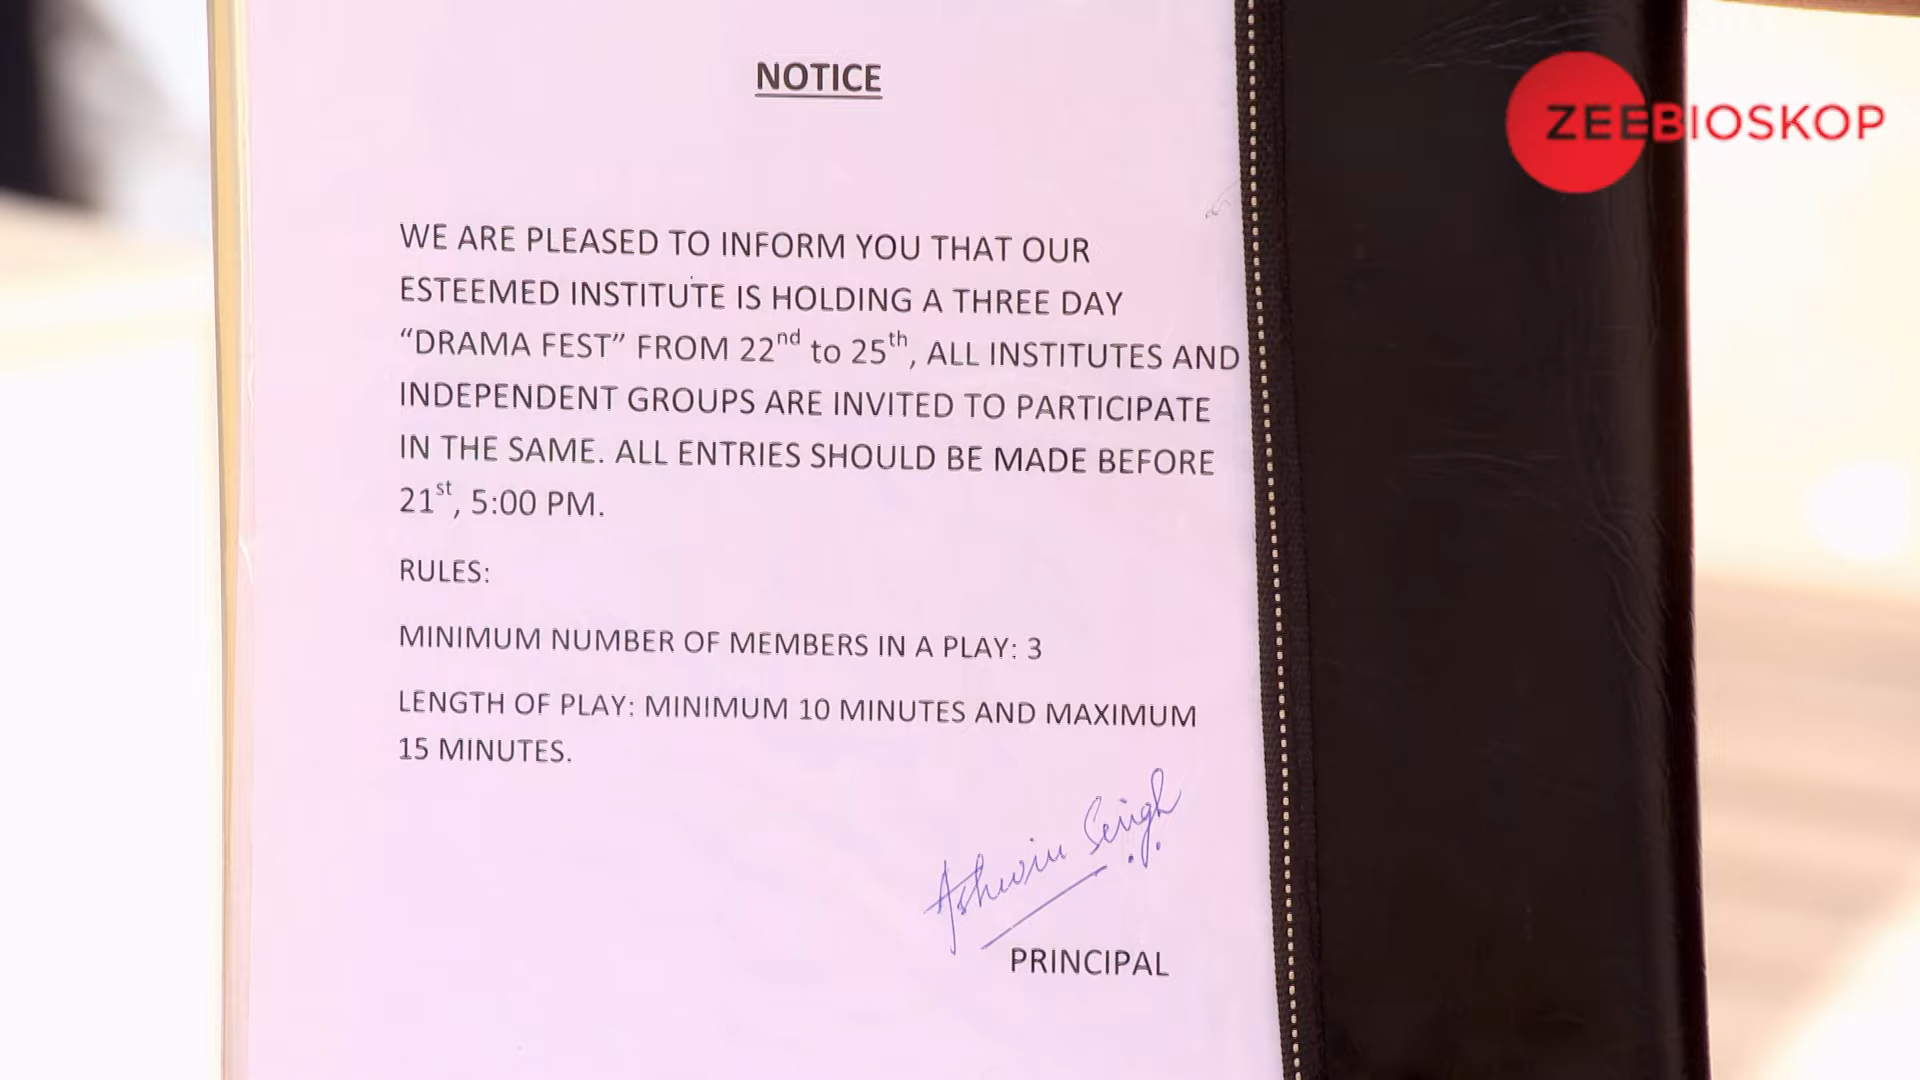 NOTICE
ZEEBIOSKOP
WE ARE PLEASED TO INFORM YOU THAT OUR
ESTEEMED INSTITUTE IS HOLDING A THREE DAY
“DRAMA FEST” FROM 22nd to 25th, ALL INSTITUTES AND
INDEPENDENT GROUPS ARE INVITED TO PARTICIPATE
IN THE SAME. ALL ENTRIES SHOULD BE MADE BEFORE
21st, 5:00 PM.
RULES:
MINIMUM NUMBER OF MEMBERS IN A PLAY: 3
LENGTH OF PLAY: MINIMUM 10 MINUTES AND MAXIMUM
15 MINUTES.
Ashwin Singh
PRINCIPAL